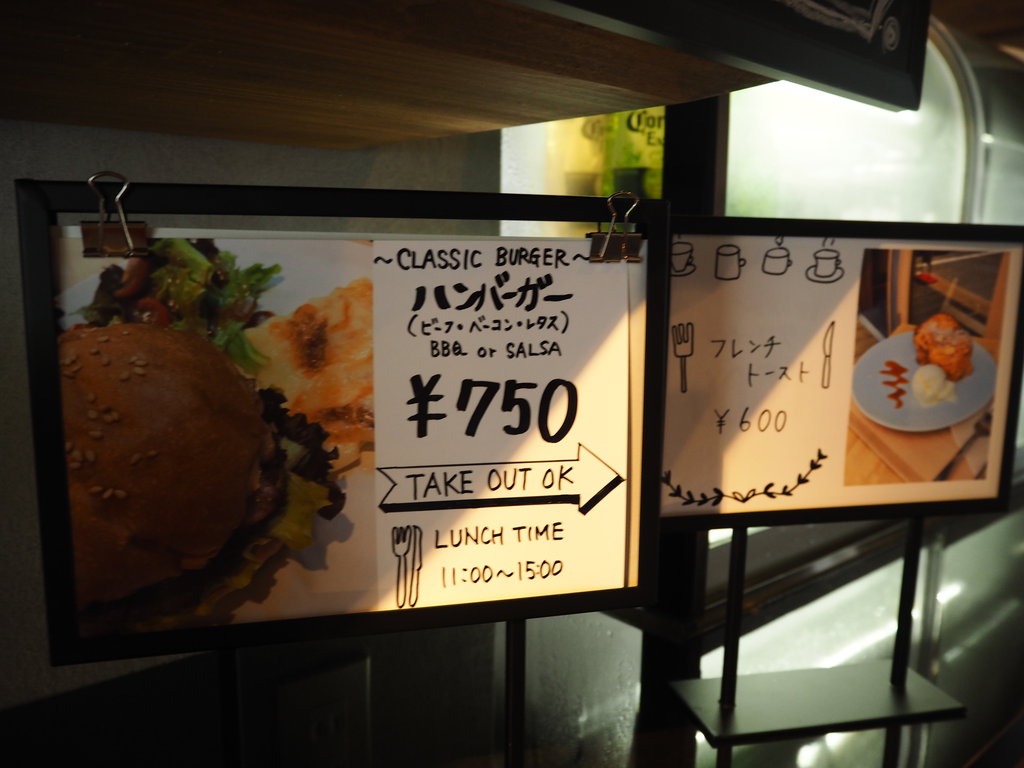 ~CLASSIC BURGER~
ハンバーガー
(ビーフ・ベーコン・レタス)
BBQ or SALSA
¥750
TAKE OUT OK
LUNCH TIME
11:00~15:00
フレンチ
トースト
¥600